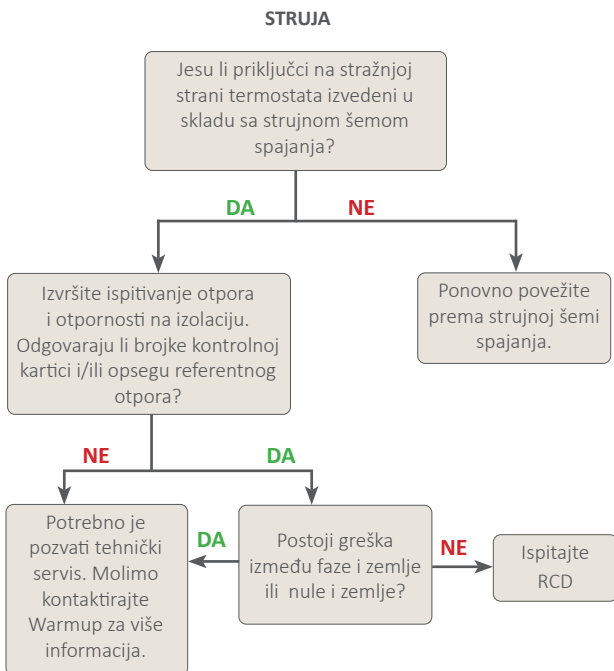 STRUJA
Jesu li priključci na stražnjoj
strani termostata izvedeni u
skladu sa strujnom šemom
spajanja?
DA
NE
Izvršite ispitivanje otpora
i otpornosti na izolaciju.
Odgovaraju li brojke kontrolnoj
kartici i/ili opsegu referentnog
otpora?
Ponovno povežite
prema strujnoj šemi
spajanja.
NE
DA
Potrebno je
pozvati tehnički
servis. Molimo
kontaktirajte
Warmup za više
informacija.
DA
Postoji greška
između faze i zemlje
ili nule i zemlje?
NE
Ispitajte
RCD